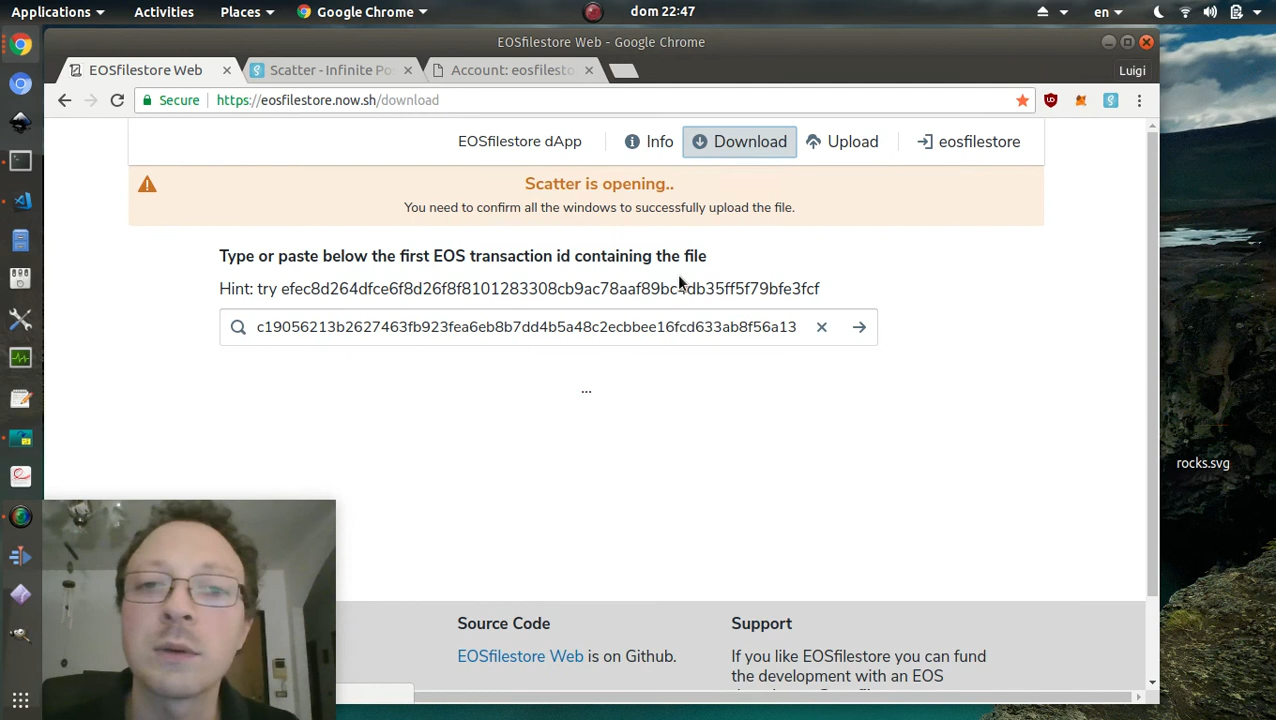 Applications Activities Places Google Chrome dom 22:47 en
EOSfilestore Web - Google Chrome
EOSfilestore Web Scatter - Infinite Po Account: eosfilesto Luigi
Secure https://eosfilestore.now.sh/download
EOSfilestore dApp Info Download Upload eosfilestore
Scatter is opening..
You need to confirm all the windows to successfully upload the file.
Type or paste below the first EOS transaction id containing the file
Hint: try efec8d264dfce6f8d26f8f8101283308cb9ac78aaf89bc4db35ff5f79bfe3fcf
c19056213b2627463fb923fea6eb8b7dd4b5a48c2ecbbee16fcd633ab8f56a13
...
rocks.svg
Source Code Support
EOSfilestore Web is on Github. If you like EOSfilestore you can fund
the development with an EOS